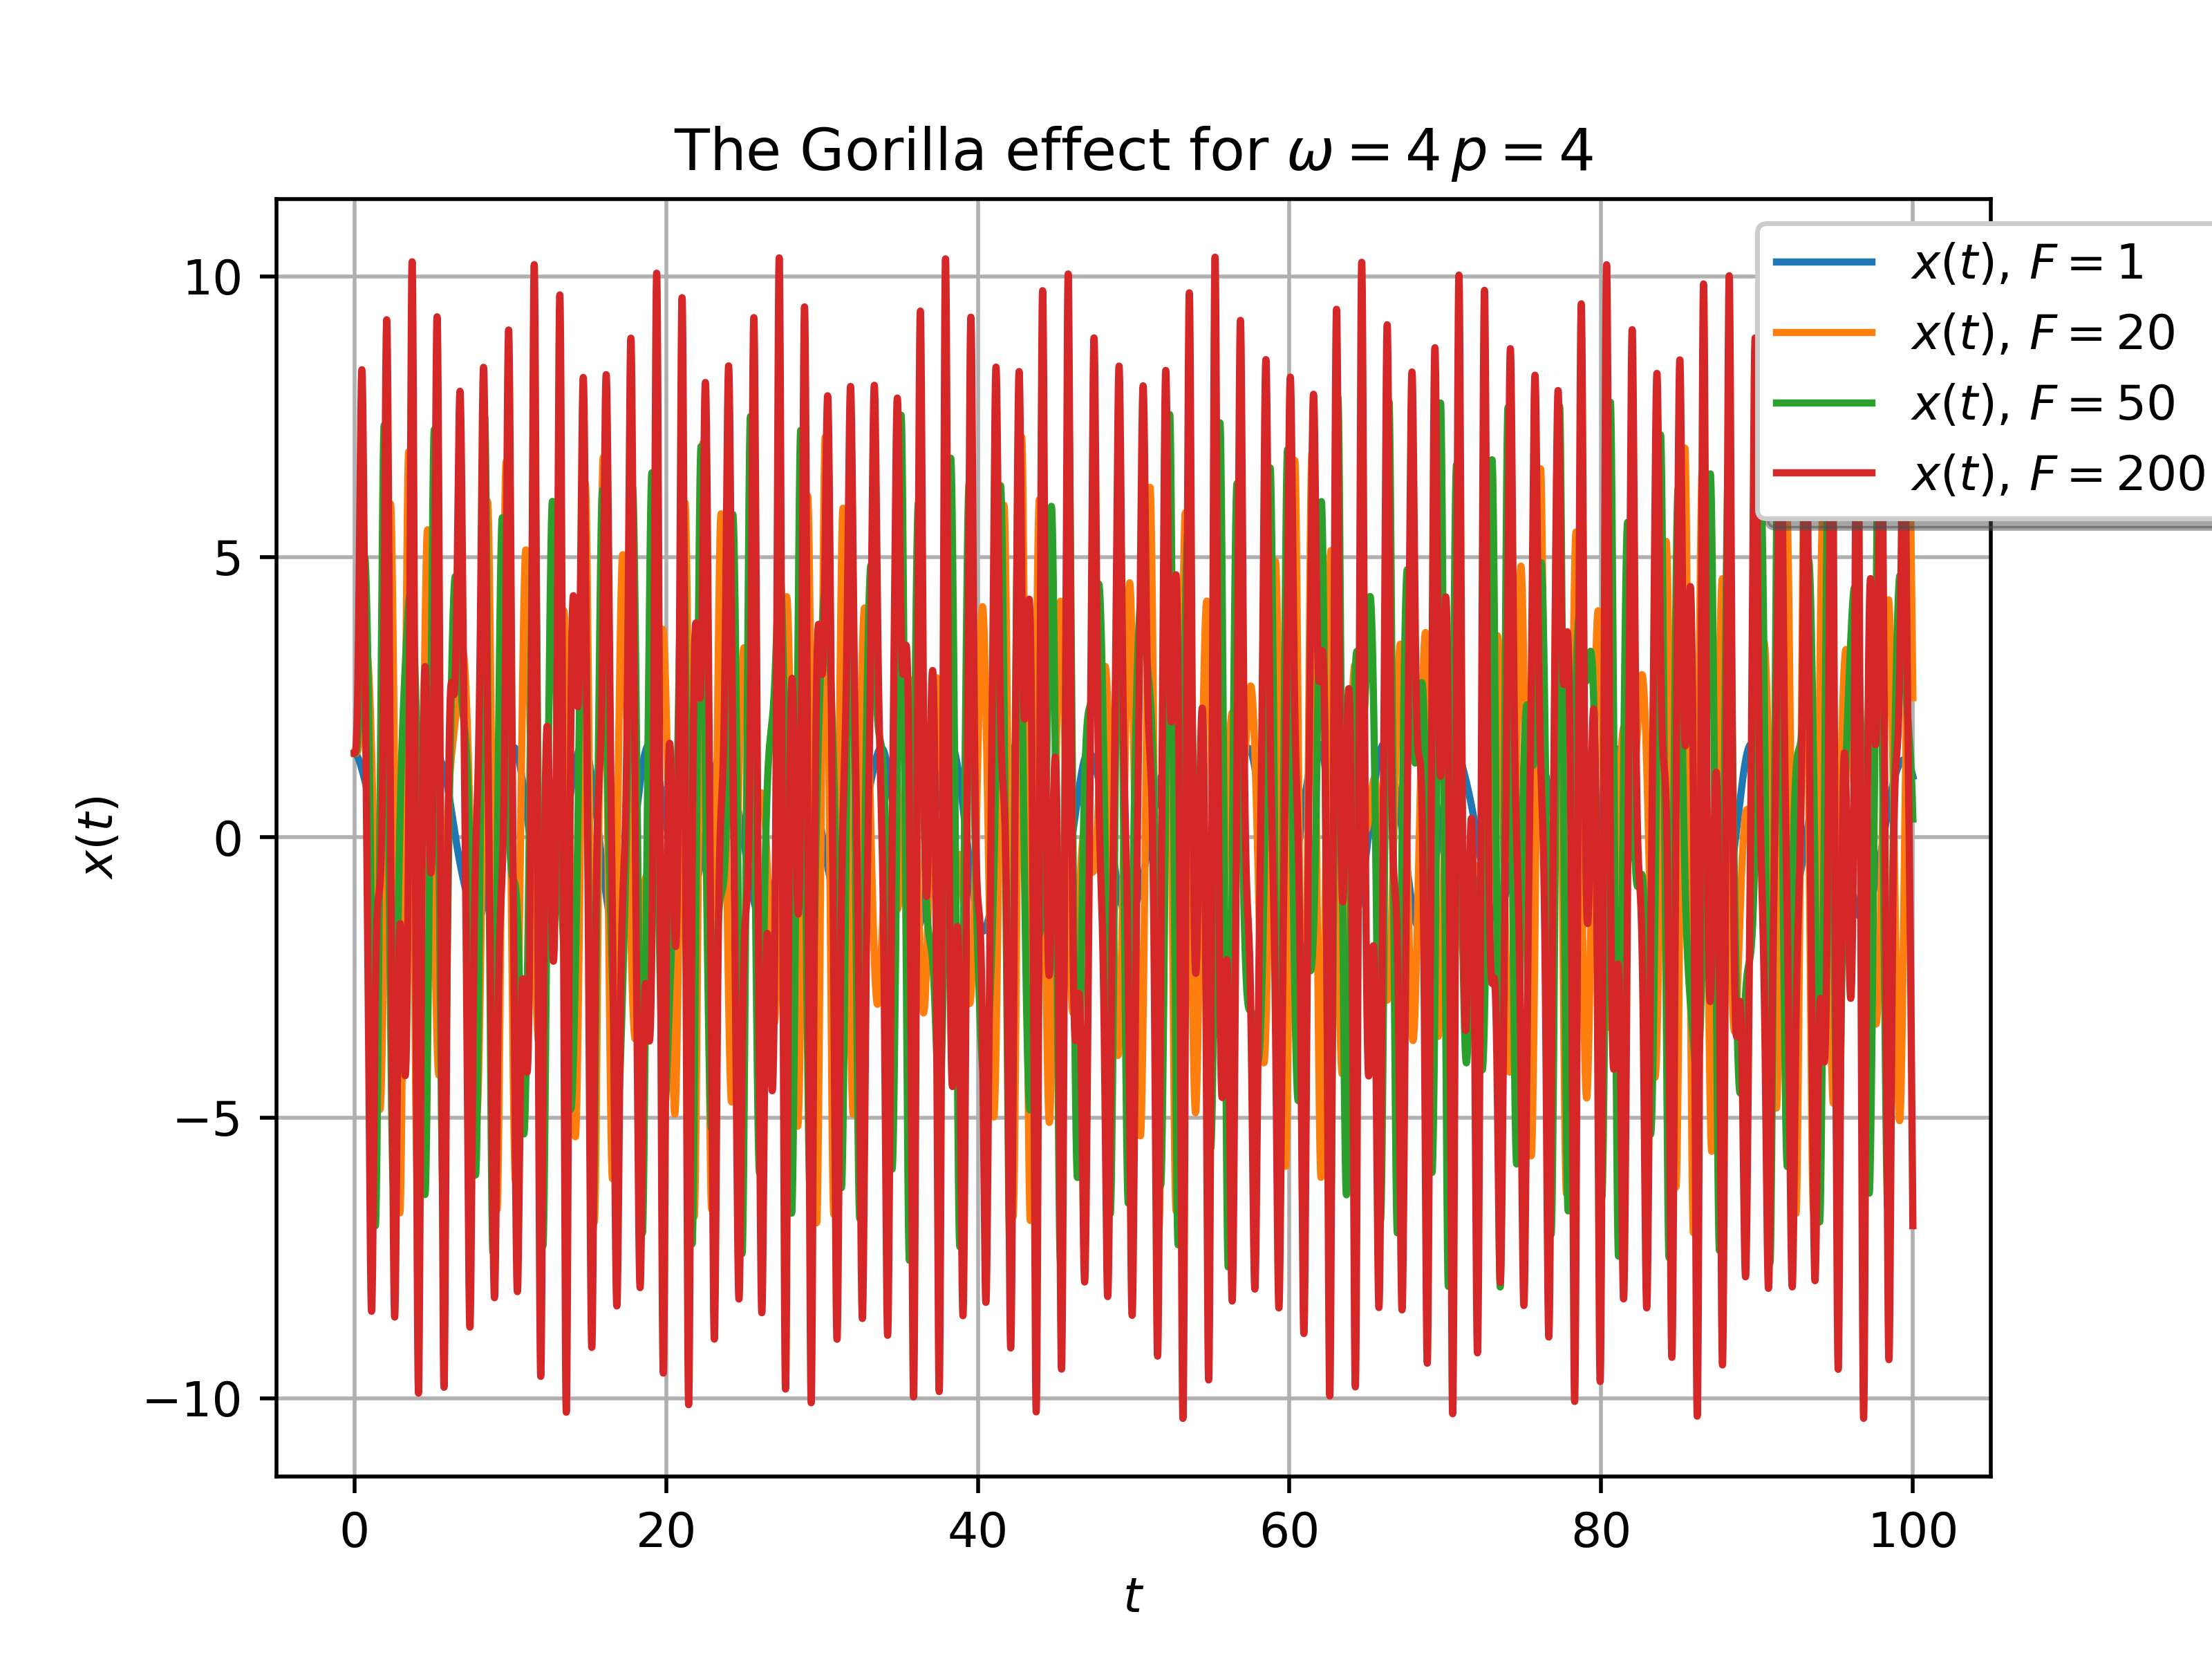 The Gorilla effect for ω = 4 p = 4
x(t), F = 1
x(t), F = 20
x(t), F = 50
x(t), F = 200
10
5
0
−5
−10
x(t)
0 20 40 60 80 100
t